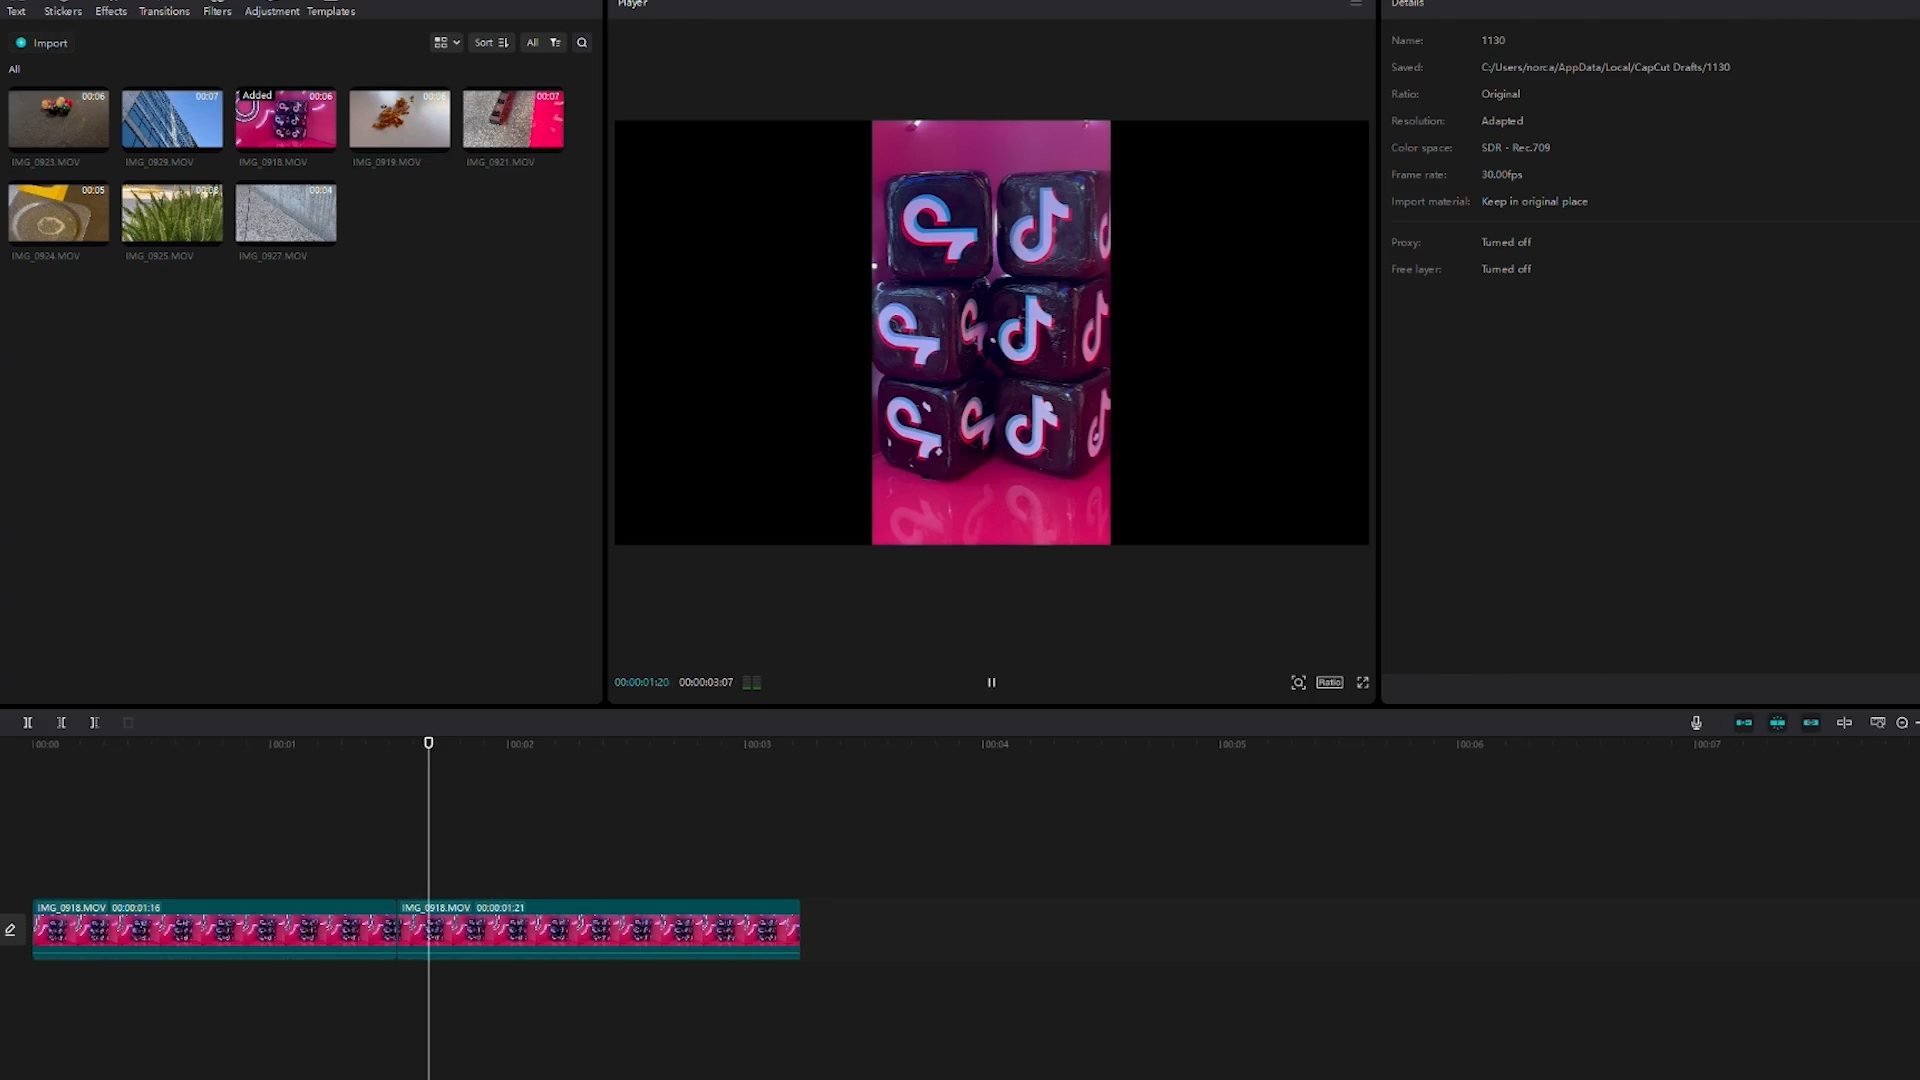 Text Stickers Effects Transitions Filters Adjustment Templates
Import
Sort
All
All
00:06
00:07
Added 00:06
00:06
00:07
IMG_0923.MOV
IMG_0929.MOV
IMG_0918.MOV
IMG_0919.MOV
IMG_0921.MOV
00:05
00:08
00:04
IMG_0924.MOV
IMG_0925.MOV
IMG_0927.MOV
Player
00:00:01:20 00:00:03:07
Ratio
Details
Name: 1130
Saved: C:/Users/norca/AppData/Local/CapCut Drafts/1130
Ratio: Original
Resolution: Adapted
Color space: SDR - Rec.709
Frame rate: 30.00fps
Import material: Keep in original place
Proxy: Turned off
Free layer: Turned off
00:00 00:01 00:02 00:03 00:04 00:05 00:06 00:07
IMG_0918.MOV 00:00:01:16
IMG_0918.MOV 00:00:01:21